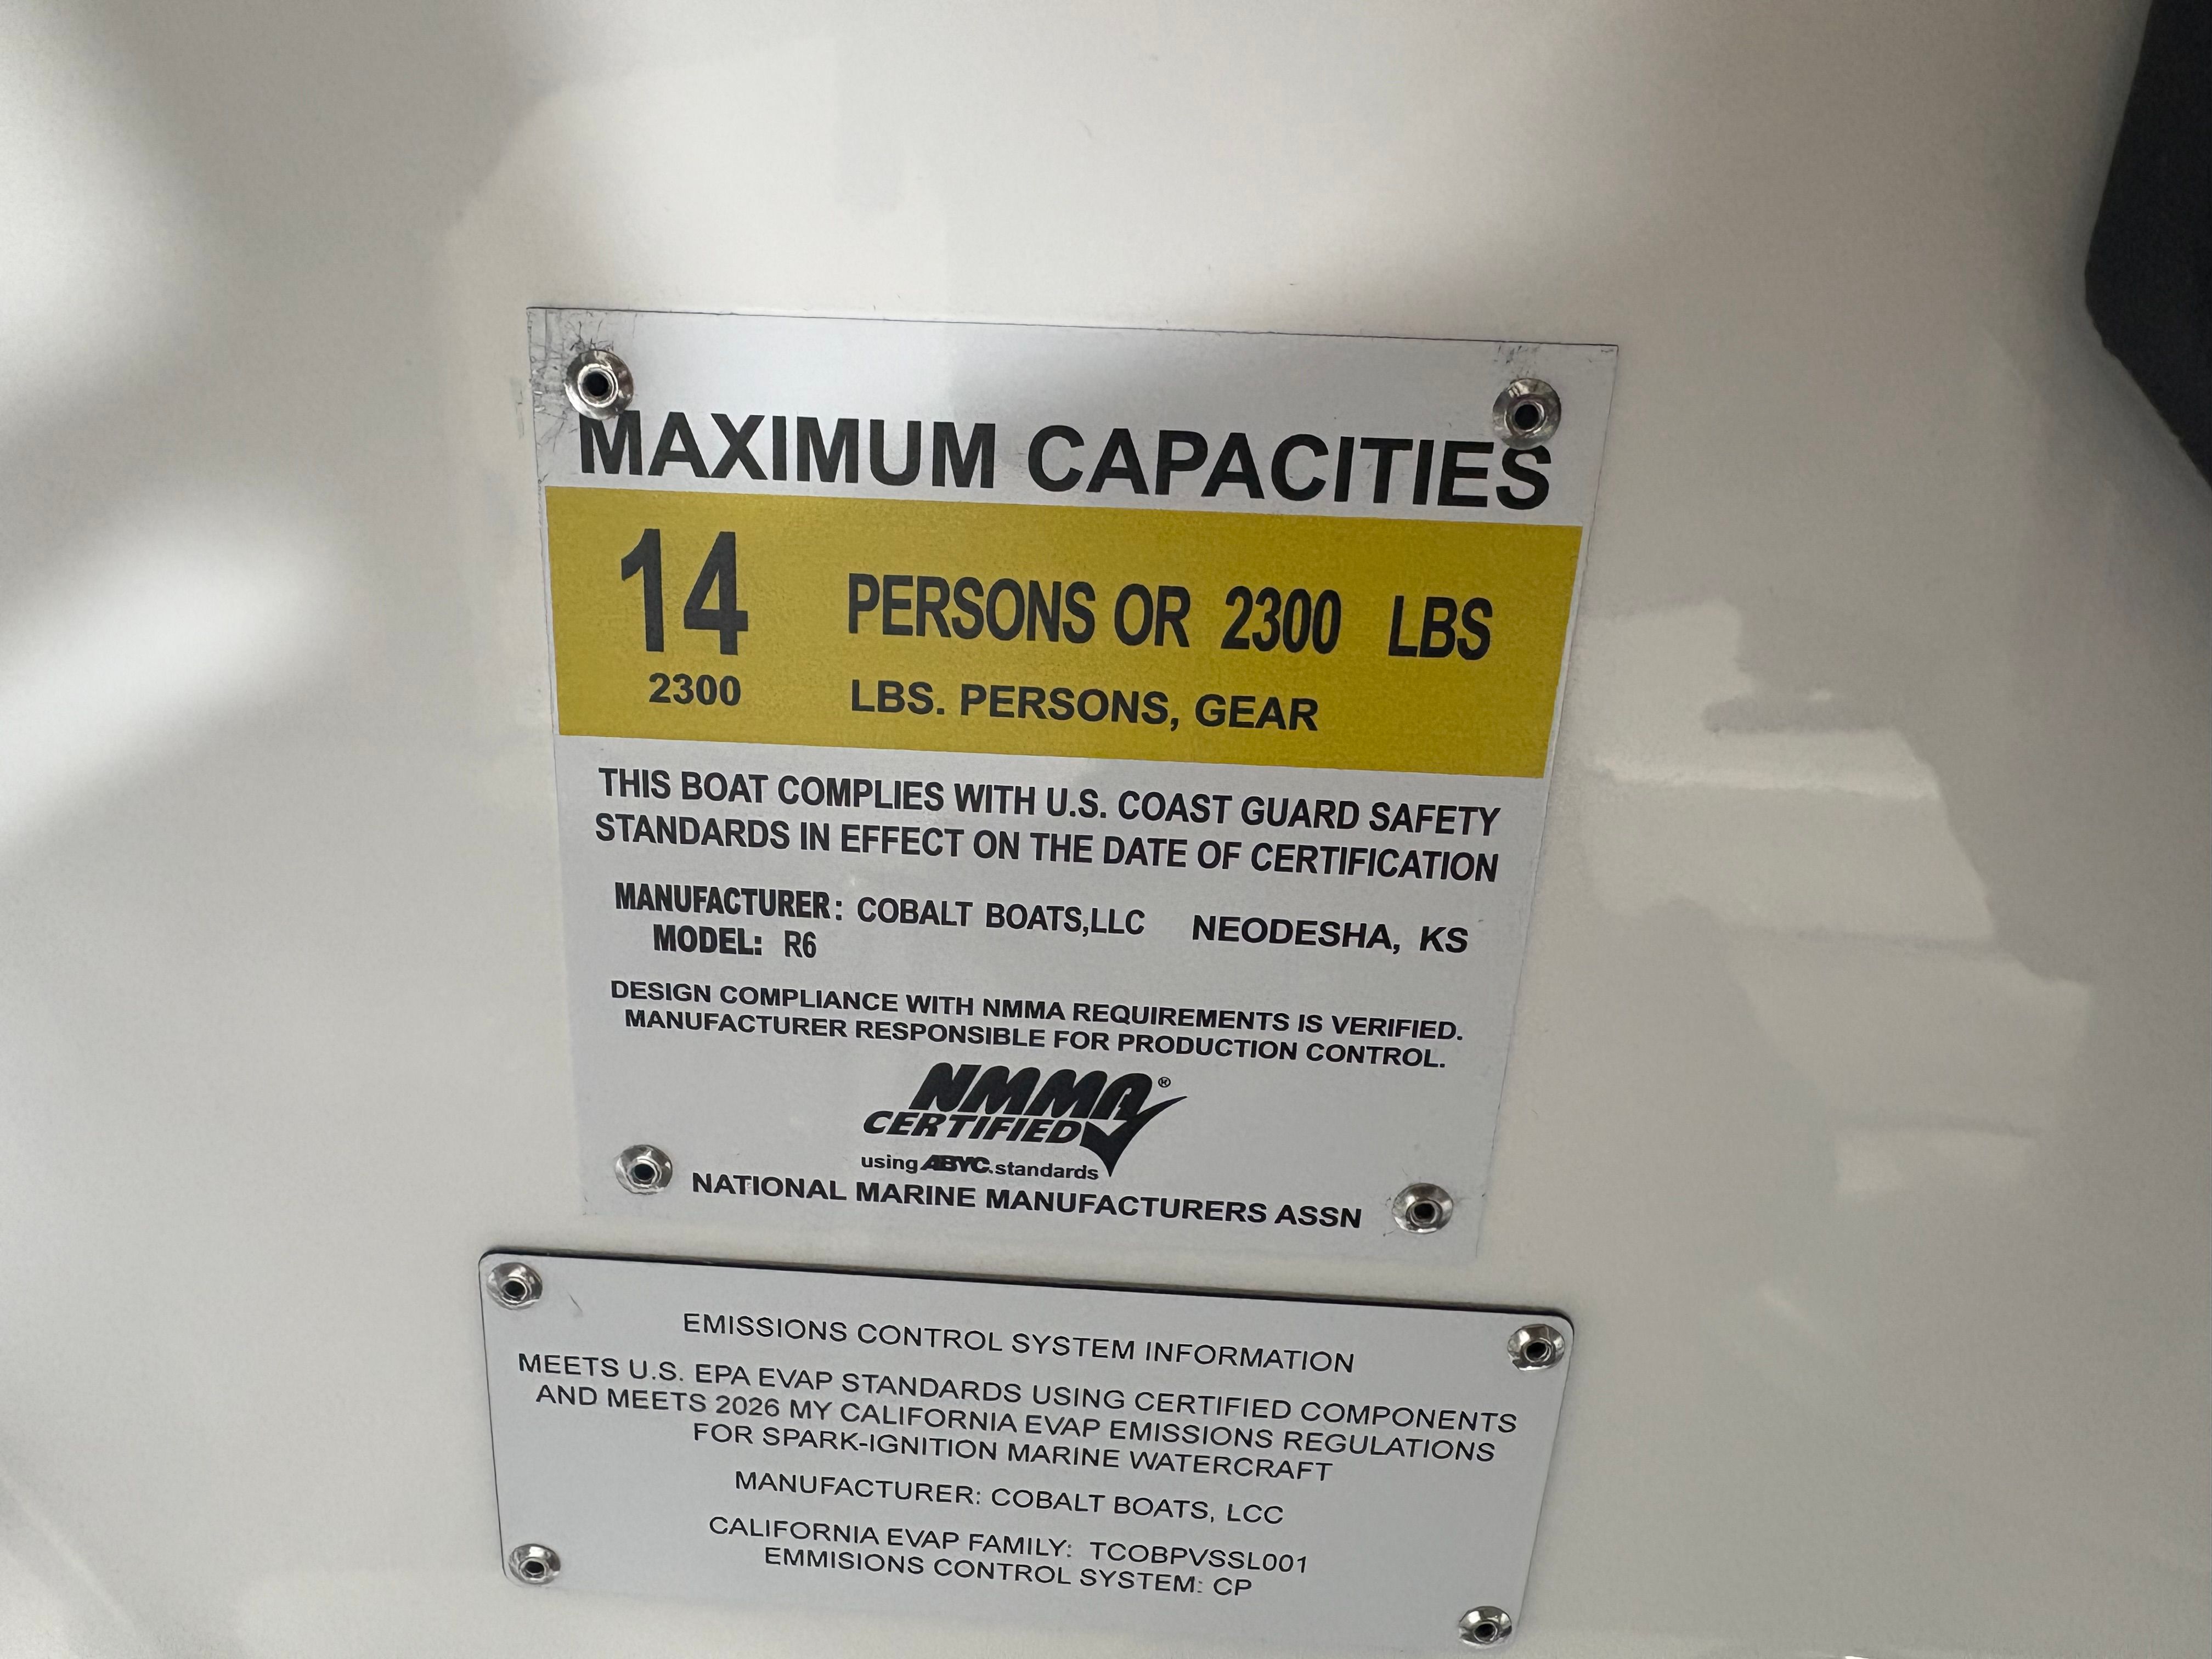 MAXIMUM CAPACITIES
14 PERSONS OR 2300 LBS
2300 LBS. PERSONS, GEAR
THIS BOAT COMPLIES WITH U.S. COAST GUARD SAFETY
STANDARDS IN EFFECT ON THE DATE OF CERTIFICATION
MANUFACTURER: COBALT BOATS,LLC NEODESHA, KS
MODEL: R6
DESIGN COMPLIANCE WITH NMMA REQUIREMENTS IS VERIFIED.
MANUFACTURER RESPONSIBLE FOR PRODUCTION CONTROL.
NMMA®
CERTIFIED
using ABYC standards
NATIONAL MARINE MANUFACTURERS ASSN
EMISSIONS CONTROL SYSTEM INFORMATION
MEETS U.S. EPA EVAP STANDARDS USING CERTIFIED COMPONENTS
AND MEETS 2026 MY CALIFORNIA EVAP EMISSIONS REGULATIONS
FOR SPARK-IGNITION MARINE WATERCRAFT
MANUFACTURER: COBALT BOATS, LCC
CALIFORNIA EVAP FAMILY: TCOBPVSSL001
EMMISIONS CONTROL SYSTEM: CP